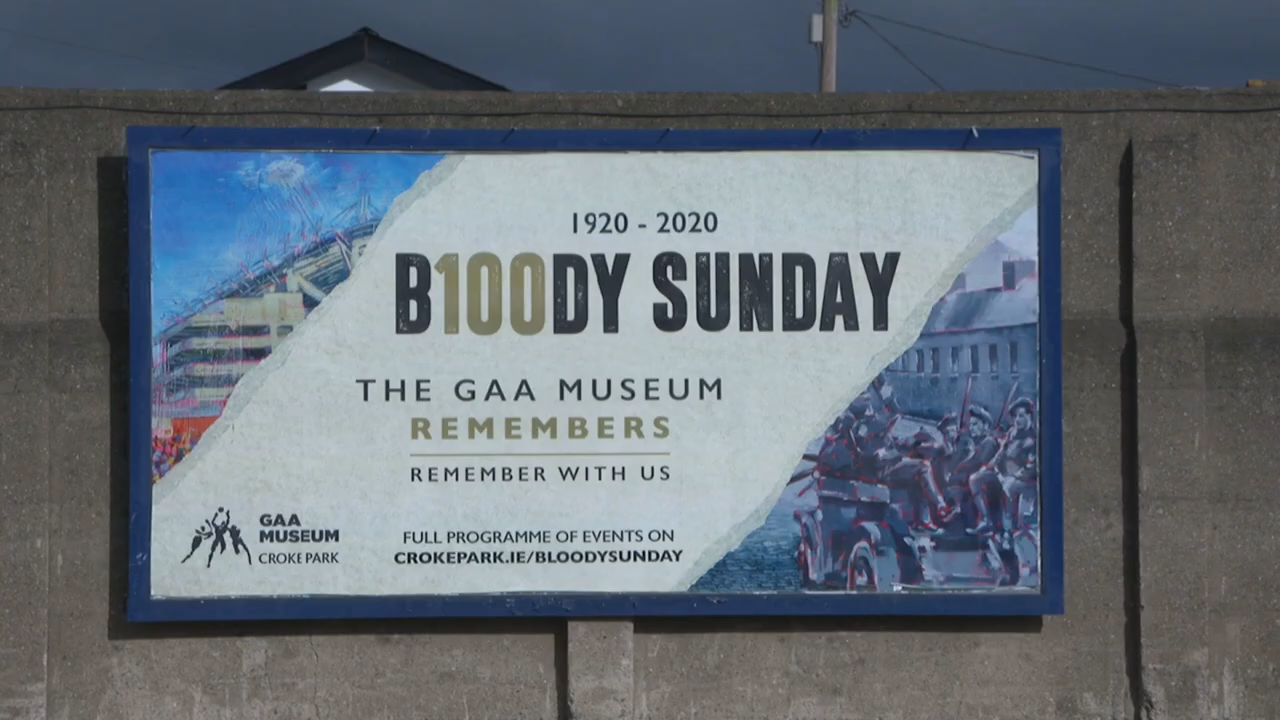 1920 - 2020
B100DY SUNDAY
THE GAA MUSEUM
REMEMBERS
REMEMBER WITH US
GAA
MUSEUM
CROKE PARK
FULL PROGRAMME OF EVENTS ON
CROKEPARK.IE/BLOODYSUNDAY